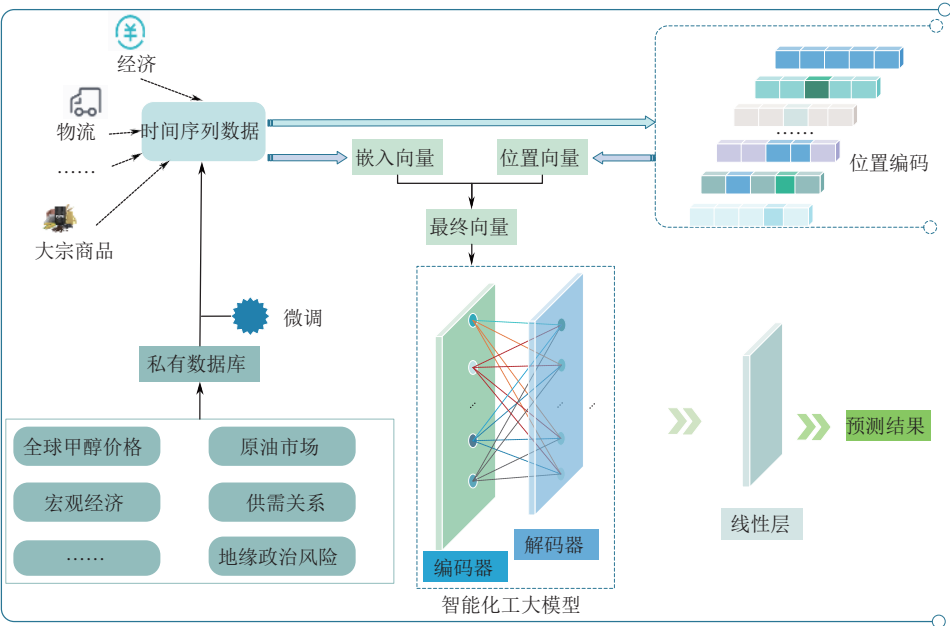 经济
物流
时间序列数据
……
大宗商品
嵌入向量
位置向量
位置编码
……
最终向量
微调
私有数据库
全球甲醇价格
原油市场
宏观经济
供需关系
……
地缘政治风险
编码器
解码器
智能化工大模型
线性层
预测结果